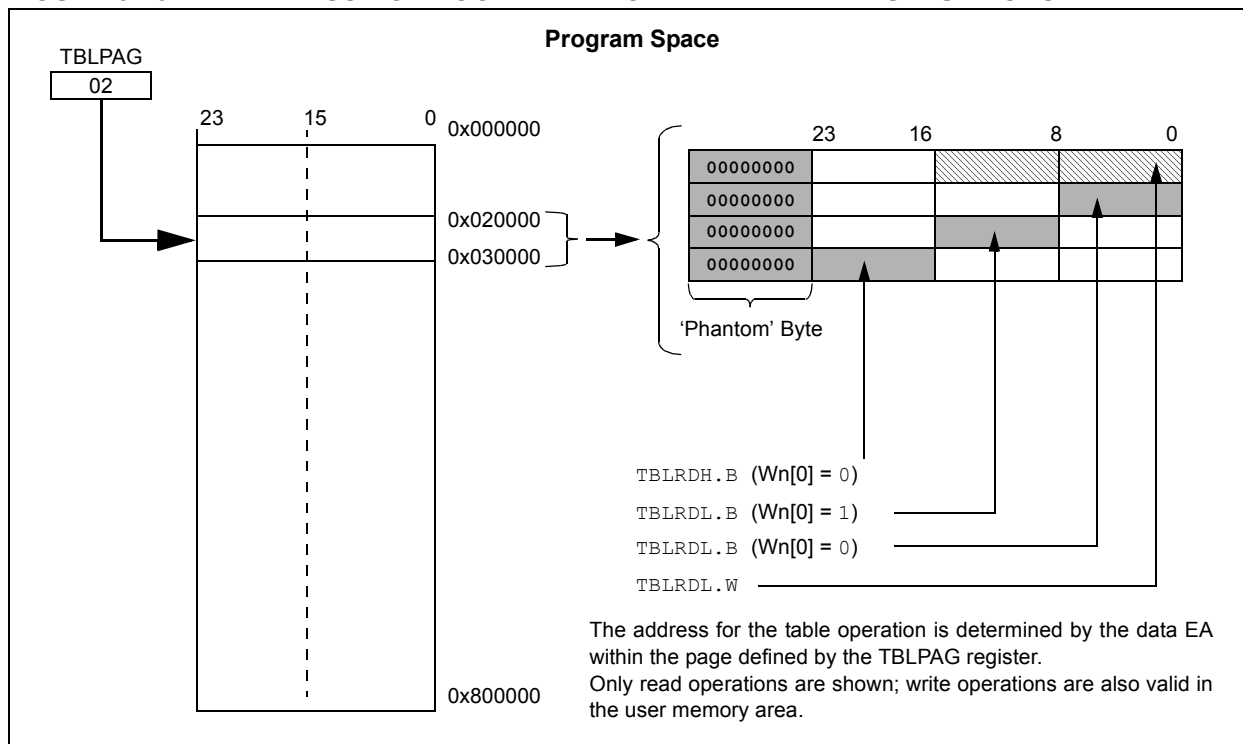 Program Space
TBLPAG
02
23 15 0
0x000000
0x020000
0x030000
0x800000
23 16 8 0
00000000
00000000
00000000
00000000
‘Phantom’ Byte
TBLRDH.B (Wn[0] = 0)
TBLRDL.B (Wn[0] = 1)
TBLRDL.B (Wn[0] = 0)
TBLRDL.W
The address for the table operation is determined by the data EA
within the page defined by the TBLPAG register.
Only read operations are shown; write operations are also valid in
the user memory area.